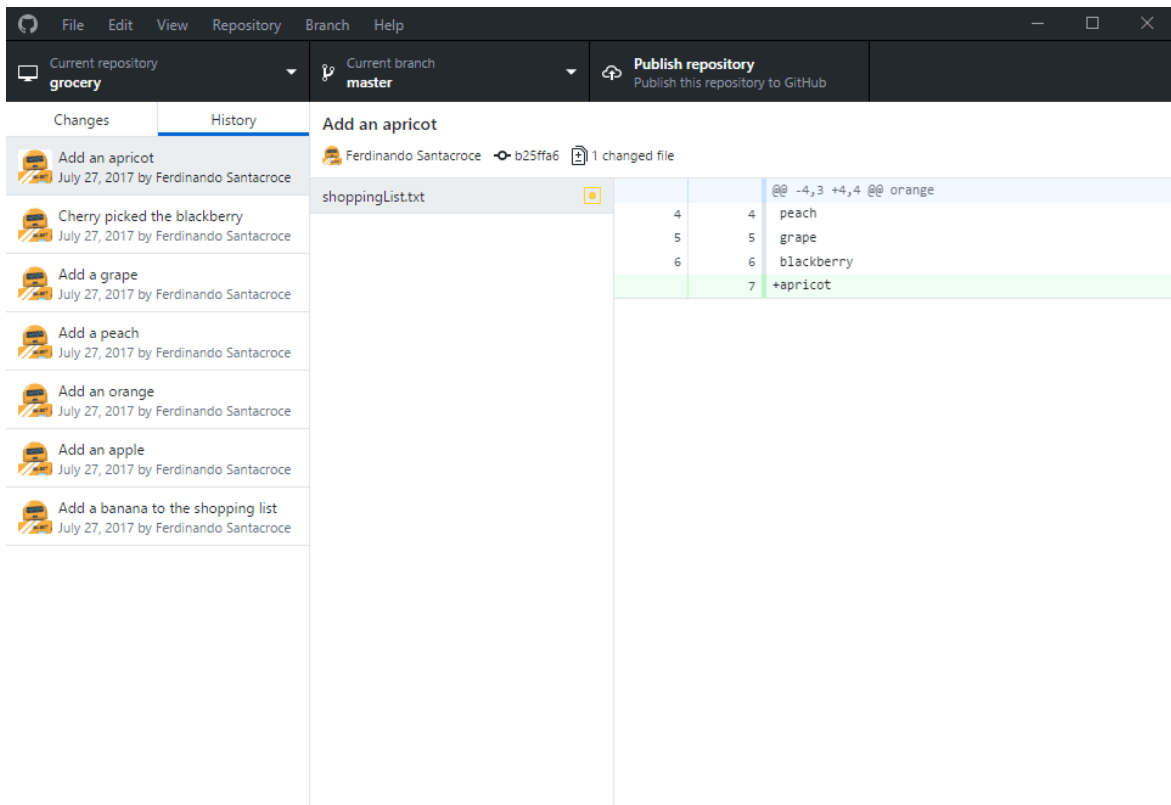 File Edit View Repository Branch Help
Current repository
grocery
Current branch
master
Publish repository
Publish this repository to GitHub
Changes History
Add an apricot
July 27, 2017 by Ferdinando Santacroce
Cherry picked the blackberry
July 27, 2017 by Ferdinando Santacroce
Add a grape
July 27, 2017 by Ferdinando Santacroce
Add a peach
July 27, 2017 by Ferdinando Santacroce
Add an orange
July 27, 2017 by Ferdinando Santacroce
Add an apple
July 27, 2017 by Ferdinando Santacroce
Add a banana to the shopping list
July 27, 2017 by Ferdinando Santacroce
Add an apricot
Ferdinando Santacroce b25ffa6 1 changed file
shoppingList.txt
@@ -4,3 +4,4 @@ orange
4 4 peach
5 5 grape
6 6 blackberry
7 +apricot